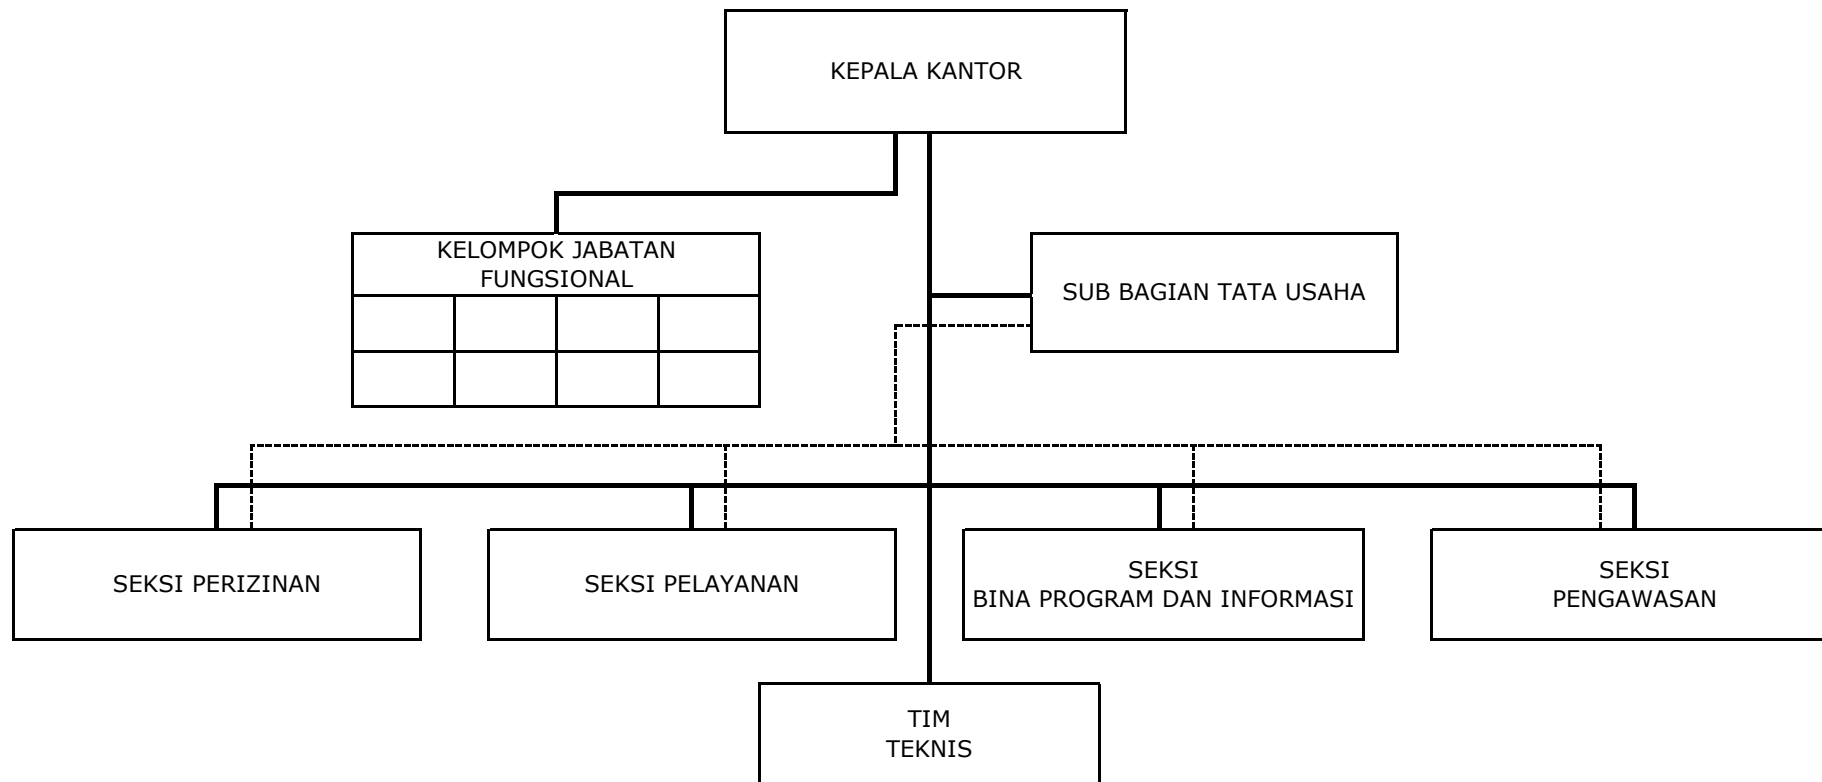 KEPALA KANTOR
KELOMPOK JABATAN
FUNGSIONAL
SUB BAGIAN TATA USAHA
SEKSI PERIZINAN
SEKSI PELAYANAN
SEKSI
BINA PROGRAM DAN INFORMASI
SEKSI
PENGAWASAN
TIM
TEKNIS